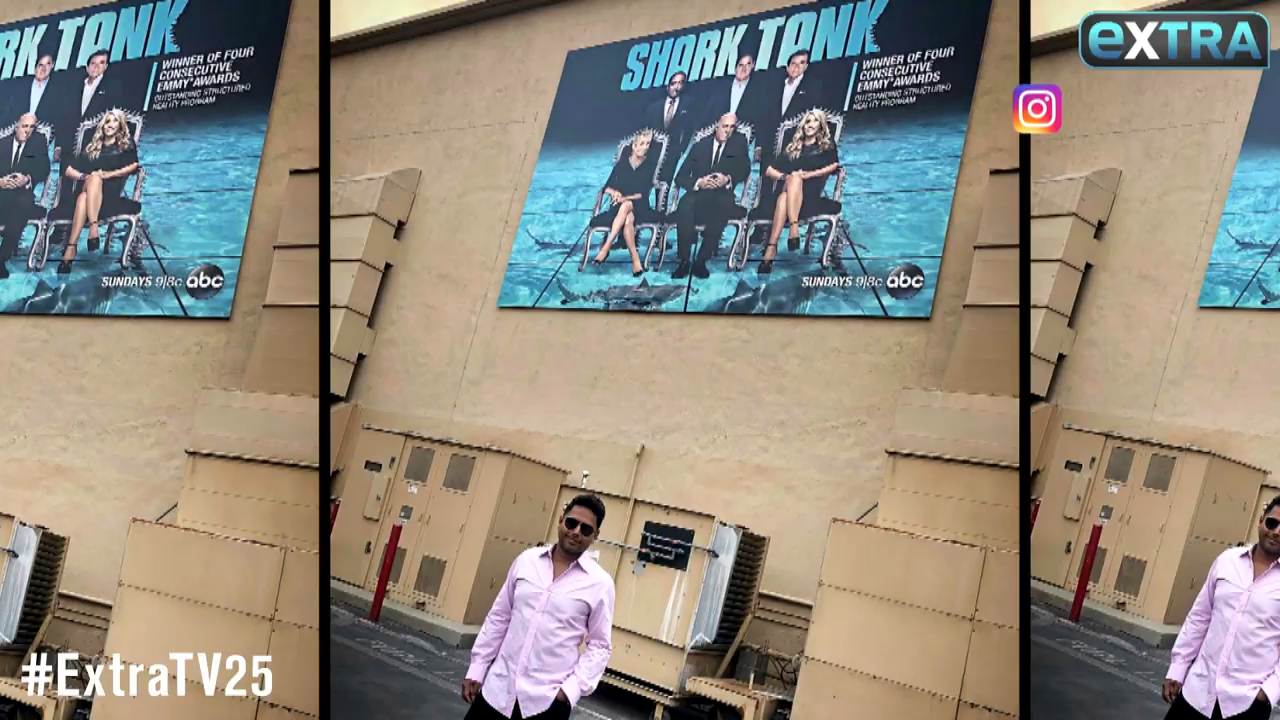 RK TANK
WINNER OF FOUR
CONSECUTIVE
EMMY AWARDS
OUTSTANDING STRUCTURED
REALITY PROGRAM
SUNDAYS 9|8c abc
SHARK TANK
WINNER OF FOUR
CONSECUTIVE
EMMY AWARDS
OUTSTANDING STRUCTURED
REALITY PROGRAM
SUNDAYS 9|8c abc
eXTRA
#ExtraTV25